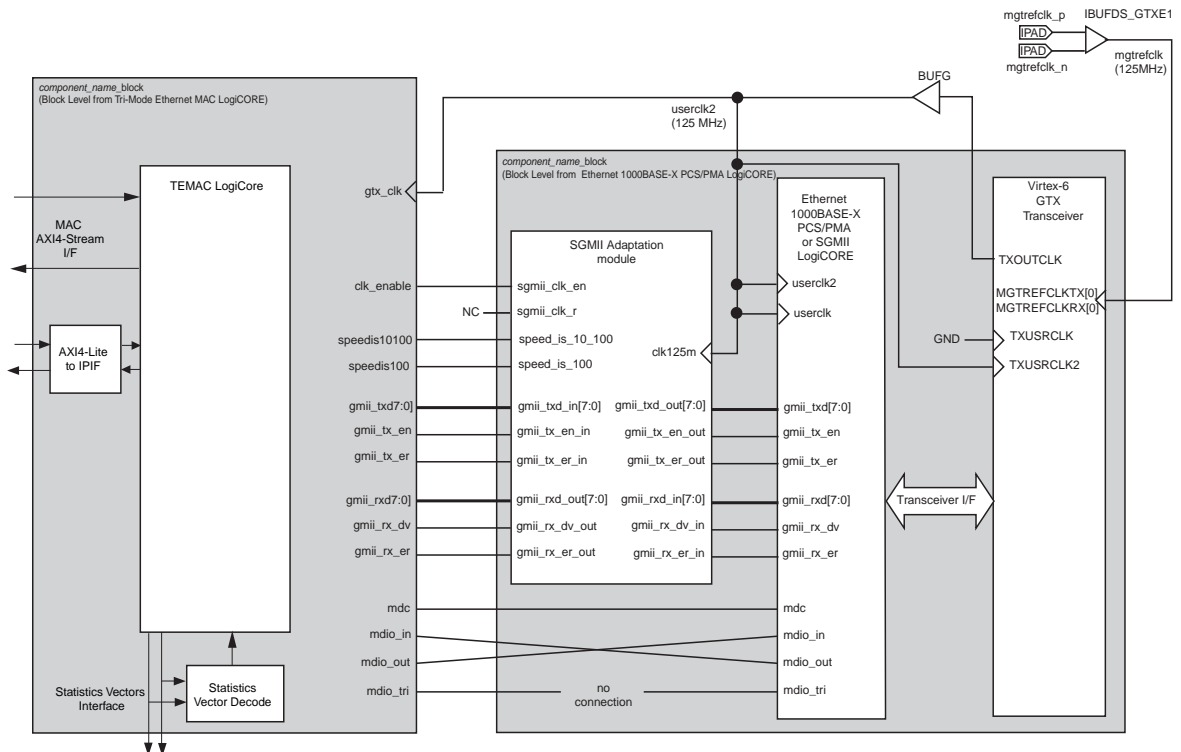 mgtrefclk_p
IBUFDS_GTXE1
IPAD
IPAD
mgtrefclk_n
mgtrefclk
(125MHz)
BUFG
userclk2
(125 MHz)
component_name_block
(Block Level from Tri-Mode Ethernet MAC LogiCORE)
TEMAC LogiCore
MAC
AXI4-Stream
I/F
AXI4-Lite
to IPIF
Statistics Vectors
Interface
Statistics
Vector Decode
gtx_clk
clk_enable
speedis10100
speedis100
gmii_txd7:0]
gmii_tx_en
gmii_tx_er
gmii_rxd7:0]
gmii_rx_dv
gmii_rx_er
mdc
mdio_in
mdio_out
mdio_tri
NC
no
connection
component_name_block
(Block Level from Ethernet 1000BASE-X PCS/PMA LogiCORE)
SGMII Adaptation
module
sgmii_clk_en
sgmii_clk_r
speed_is_10_100
speed_is_100
clk125m
gmii_txd_in[7:0]
gmii_txd_out[7:0]
gmii_tx_en_in
gmii_tx_en_out
gmii_tx_er_in
gmii_tx_er_out
gmii_rxd_out[7:0]
gmii_rxd_in[7:0]
gmii_rx_dv_out
gmii_rx_dv_in
gmii_rx_er_out
gmii_rx_er_in
Ethernet
1000BASE-X
PCS/PMA
or SGMII
LogiCORE
userclk2
userclk
gmii_txd[7:0]
gmii_tx_en
gmii_tx_er
gmii_rxd[7:0]
gmii_rx_dv
gmii_rx_er
mdc
mdio_in
mdio_out
mdio_tri
Transceiver I/F
Virtex-6
GTX
Transceiver
TXOUTCLK
MGTREFCLKTX[0]
MGTREFCLKRX[0]
GND
TXUSRCLK
TXUSRCLK2